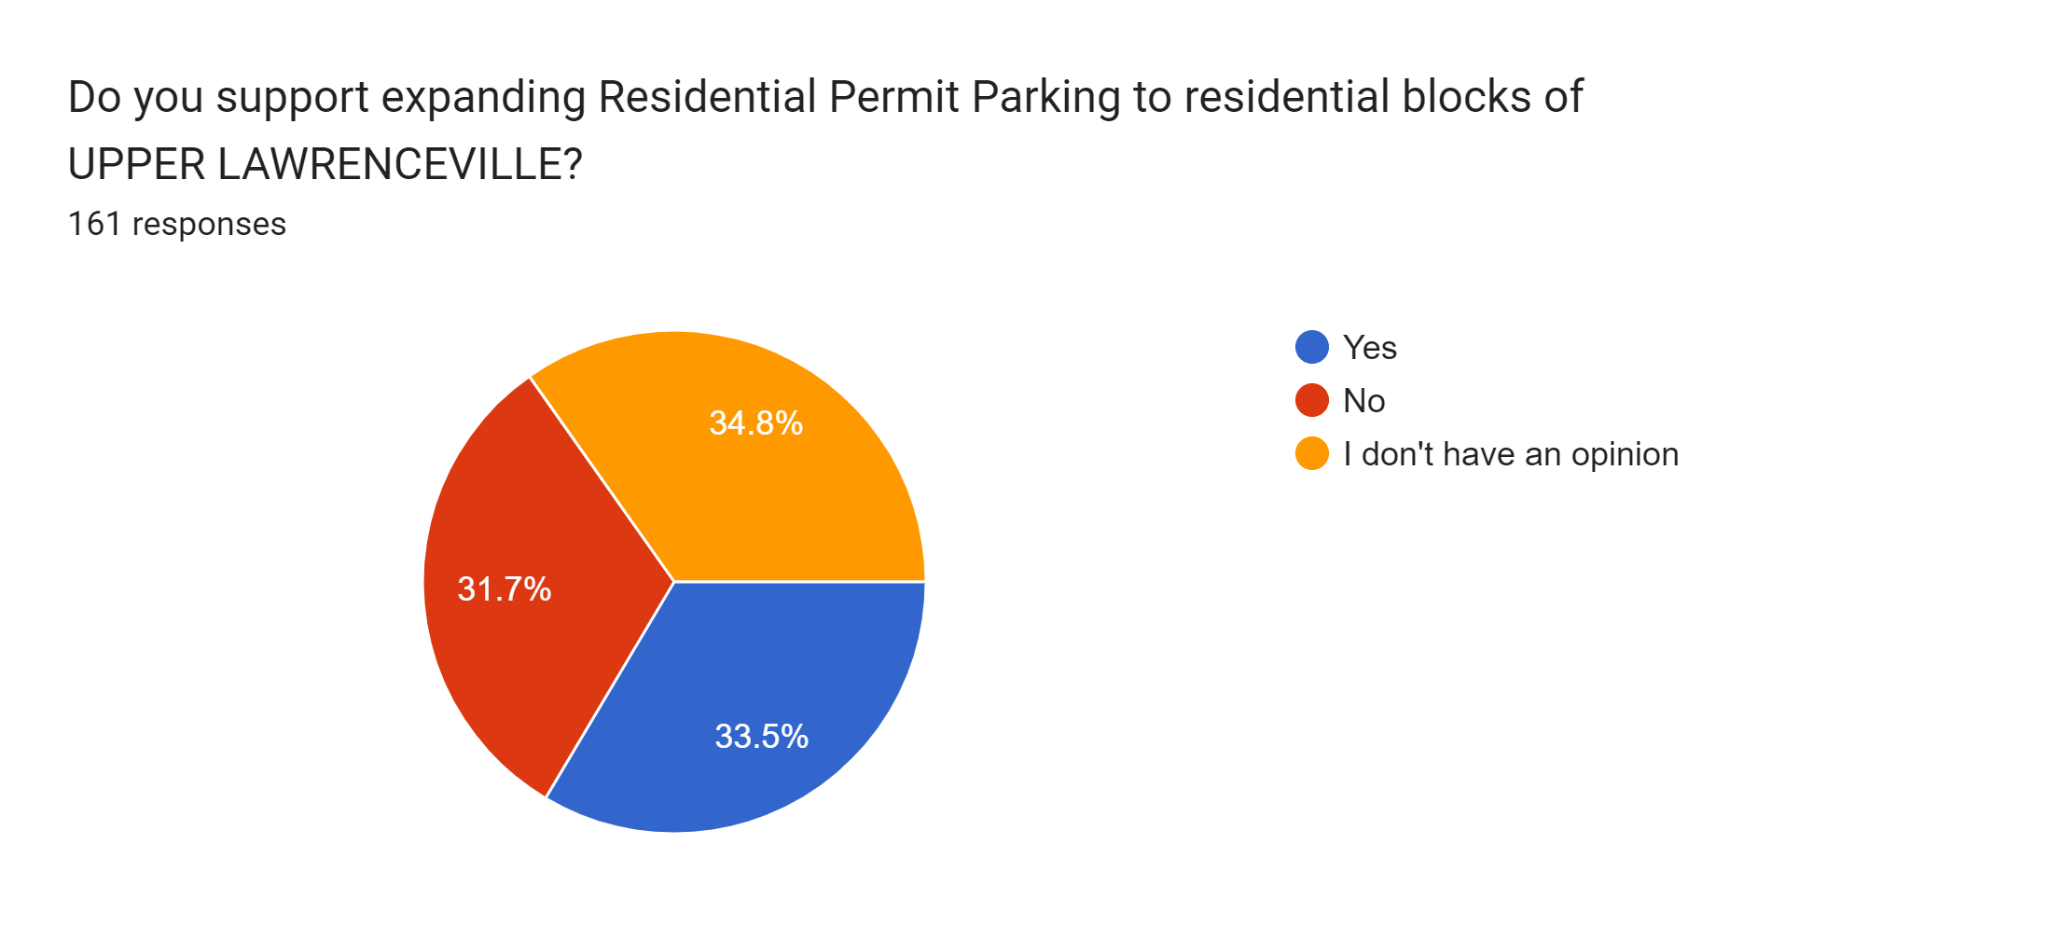 Do you support expanding Residential Permit Parking to residential blocks of
UPPER LAWRENCEVILLE?
161 responses
Yes
No
I don't have an opinion
34.8%
31.7%
33.5%